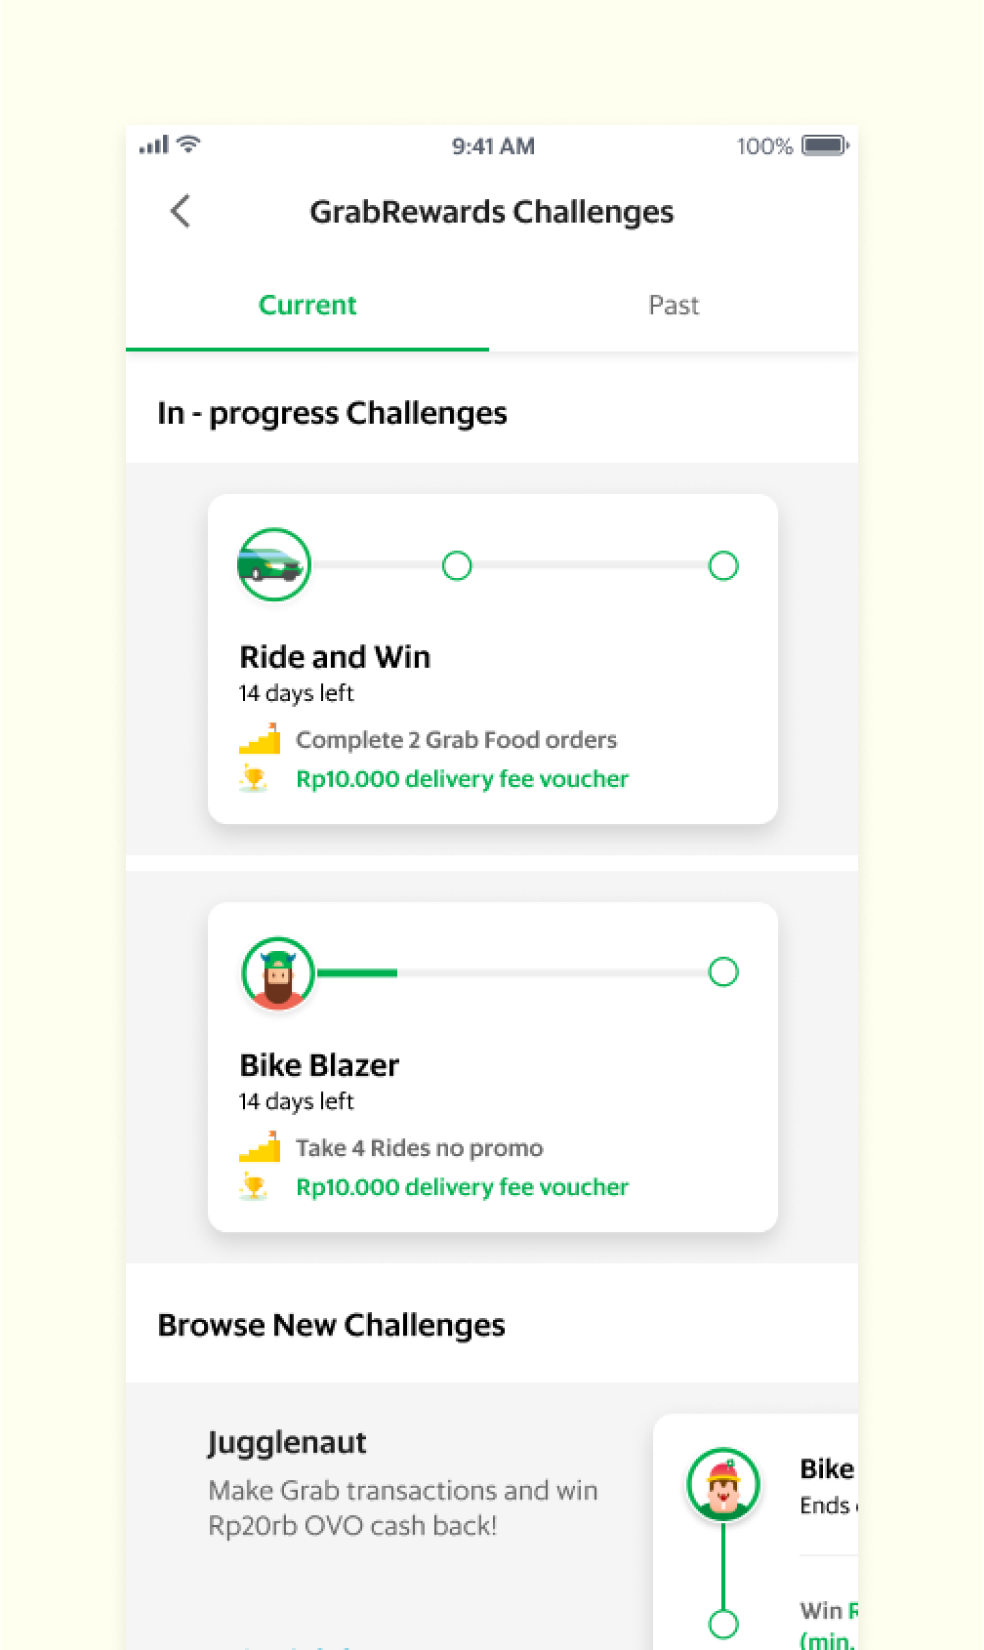 9:41 AM
100%
GrabRewards Challenges
Current
Past
In - progress Challenges
Ride and Win
14 days left
Complete 2 Grab Food orders
Rp10.000 delivery fee voucher
Bike Blazer
14 days left
Take 4 Rides no promo
Rp10.000 delivery fee voucher
Browse New Challenges
Jugglenaut
Make Grab transactions and win
Rp20rb OVO cash back!
Bike
Ends
Win
(min.